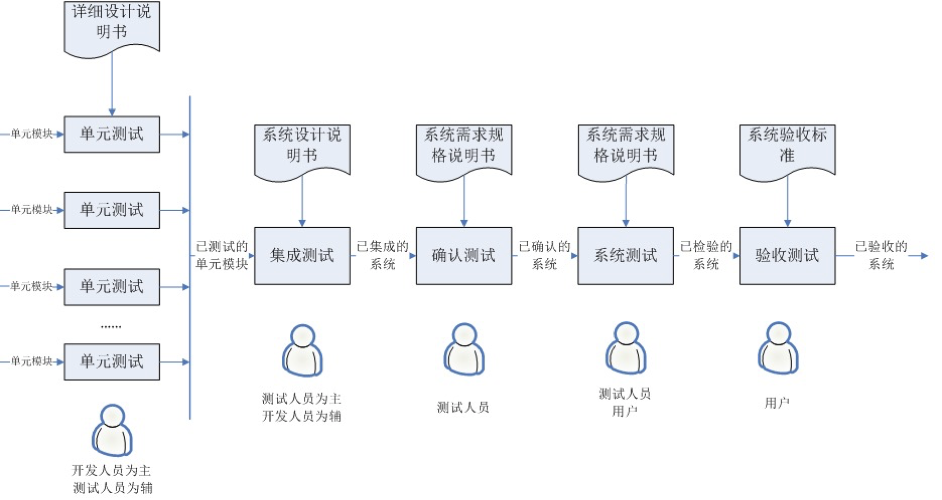 详细设计说
明书
单元模块
单元测试
单元模块
单元测试
单元模块
单元测试
......
单元模块
单元测试
开发人员为主
测试人员为辅
已测试的
单元模块
系统设计说
明书
集成测试
测试人员为主
开发人员为辅
已集成的
系统
系统需求规
格说明书
确认测试
测试人员
已确认的
系统
系统需求规
格说明书
系统测试
测试人员
用户
已检验的
系统
系统验收标
准
验收测试
用户
已验收的
系统